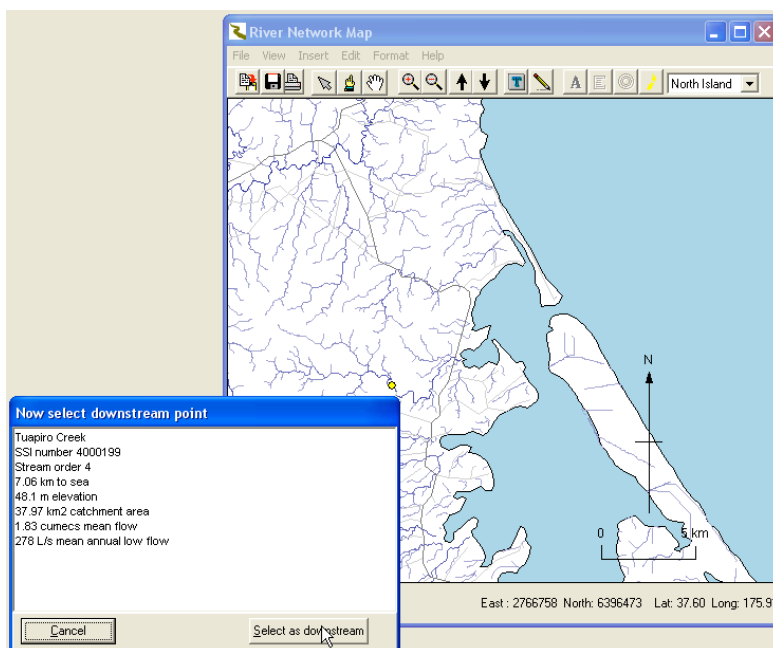 River Network Map
File View Insert Edit Format Help
T A E North Island
N
0 5 km
East : 2766758 North: 6396473 Lat: 37.60 Long: 175.9
Now select downstream point
Tuapiro Creek
SSI number 4000199
Stream order 4
7.06 km to sea
48.1 m elevation
37.97 km2 catchment area
1.83 cumecs mean flow
278 L/s mean annual low flow
Cancel Select as downstream